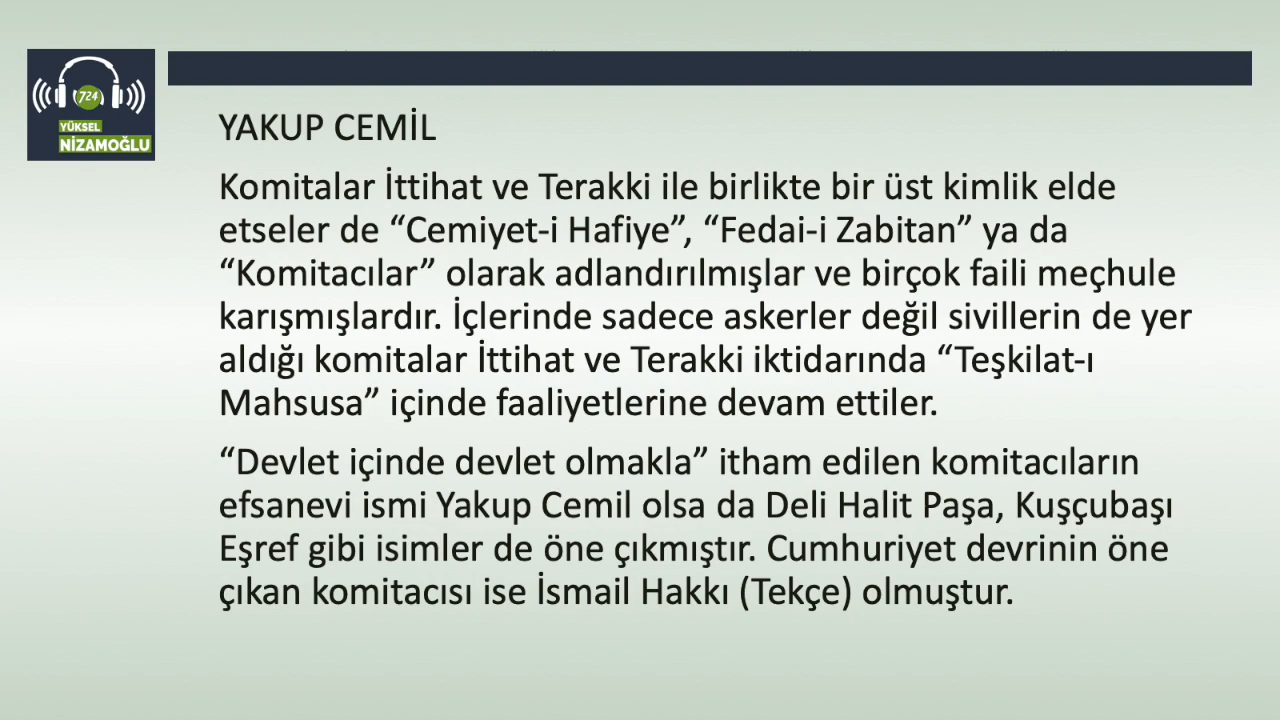 724
YÜKSEL
NİZAMOĞLU
YAKUP CEMİL
Komitalar İttihat ve Terakki ile birlikte bir üst kimlik elde
etseler de “Cemiyet-i Hafiye”, “Fedai-i Zabitan” ya da
“Komitacılar” olarak adlandırılmışlar ve birçok faili meçhule
karışmışlardır. İçlerinde sadece askerler değil sivillerin de yer
aldığı komitalar İttihat ve Terakki iktidarında “Teşkilat-ı
Mahsusa” içinde faaliyetlerine devam ettiler.
“Devlet içinde devlet olmakla” itham edilen komitacıların
efsanevi ismi Yakup Cemil olsa da Deli Halit Paşa, Kuşçubaşı
Eşref gibi isimler de öne çıkmıştır. Cumhuriyet devrinin öne
çıkan komitacısı ise İsmail Hakkı (Tekçe) olmuştur.